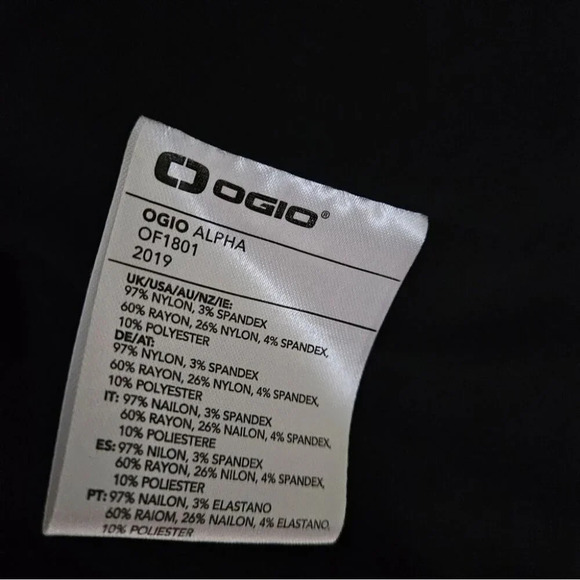 OGIO®
OGIO ALPHA
OF1801
2019
UK/USA/AU/NZ/IE:
97% NYLON, 3% SPANDEX
60% RAYON, 26% NYLON, 4% SPANDEX,
10% POLYESTER
DE/AT:
97% NYLON, 3% SPANDEX
60% RAYON, 26% NYLON, 4% SPANDEX,
10% POLYESTER
IT: 97% NAILON, 3% SPANDEX
60% RAYON, 26% NAILON, 4% SPANDEX,
10% POLIESTERE
ES: 97% NILON, 3% SPANDEX
60% RAYON, 26% NILON, 4% SPANDEX,
10% POLIESTER
PT: 97% NAILON, 3% ELASTANO
60% RAIOM, 26% NAILON, 4% ELASTANO,
10% POLIESTER